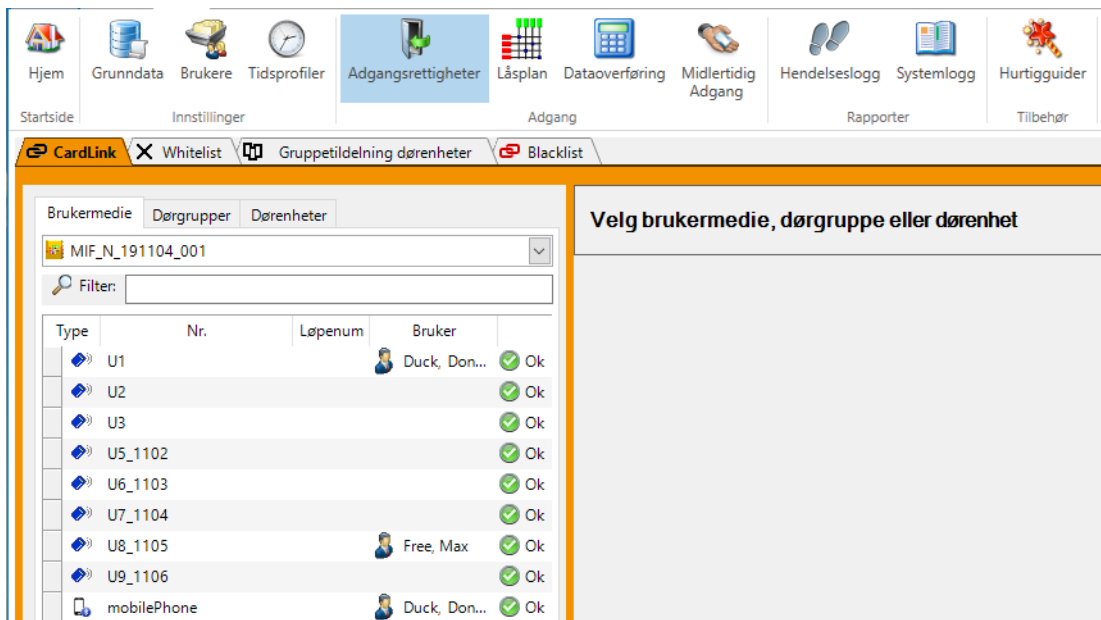 Hjem Grunndata Brukere Tidsprofiler Adgangsrettigheter Låsplan Dataoverføring Midlertidig Adgang Hendelseslogg Systemlogg Hurtigguider
Startside Innstillinger Adgang Rapporter Tilbehør
CardLink Whitelist Gruppetildelning dørenheter Blacklist
Brukermedie Dørgrupper Dørenheter
Velg brukermedie, dørgruppe eller dørenhet
MIF_N_191104_001
Filter:
Type Nr. Løpenum Bruker
U1 Duck, Don... Ok
U2 Ok
U3 Ok
U5_1102 Ok
U6_1103 Ok
U7_1104 Ok
U8_1105 Free, Max Ok
U9_1106 Ok
mobilePhone Duck, Don... Ok